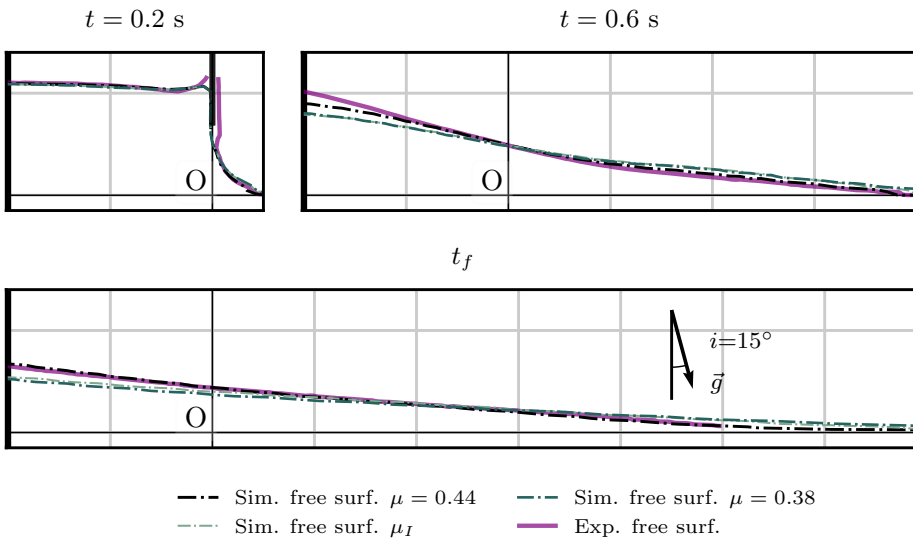 t = 0.2 s
t = 0.6 s
O
O
t_f
i=15°
g⃗
O
Sim. free surf. μ = 0.44
Sim. free surf. μ = 0.38
Sim. free surf. μ_I
Exp. free surf.